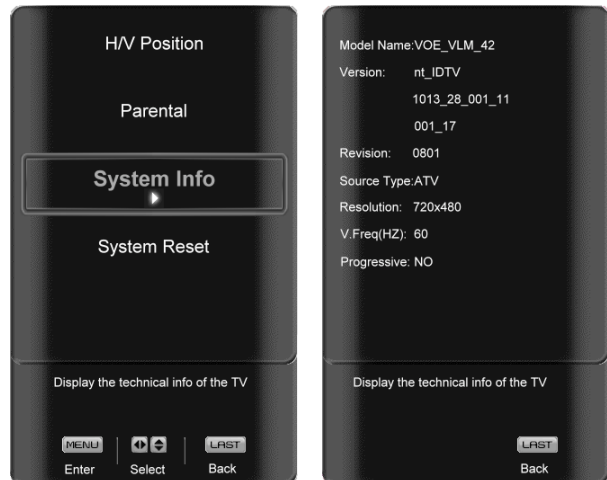 H/V Position
Parental
System Info
System Reset
Display the technical info of the TV
MENU LAST
Enter Select Back
Model Name:VOE_VLM_42
Version: nt_IDTV
1013_28_001_11
001_17
Revision: 0801
Source Type:ATV
Resolution: 720x480
V.Freq(HZ): 60
Progressive: NO
Display the technical info of the TV
LAST
Back